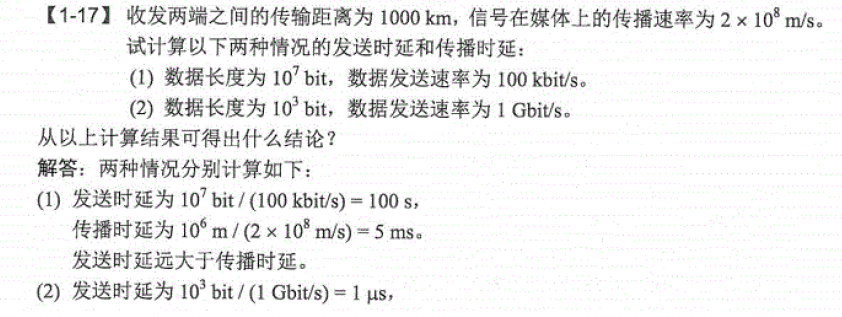 【1-17】 收发两端之间的传输距离为 1000 km，信号在媒体上的传播速率为 2 × 10⁸ m/s。
试计算以下两种情况的发送时延和传播时延：
(1) 数据长度为 10⁷ bit，数据发送速率为 100 kbit/s。
(2) 数据长度为 10³ bit，数据发送速率为 1 Gbit/s。
从以上计算结果可得出什么结论？
解答：两种情况分别计算如下：
(1) 发送时延为 10⁷ bit / (100 kbit/s) = 100 s，
传播时延为 10⁶ m / (2 × 10⁸ m/s) = 5 ms。
发送时延远大于传播时延。
(2) 发送时延为 10³ bit / (1 Gbit/s) = 1 μs，